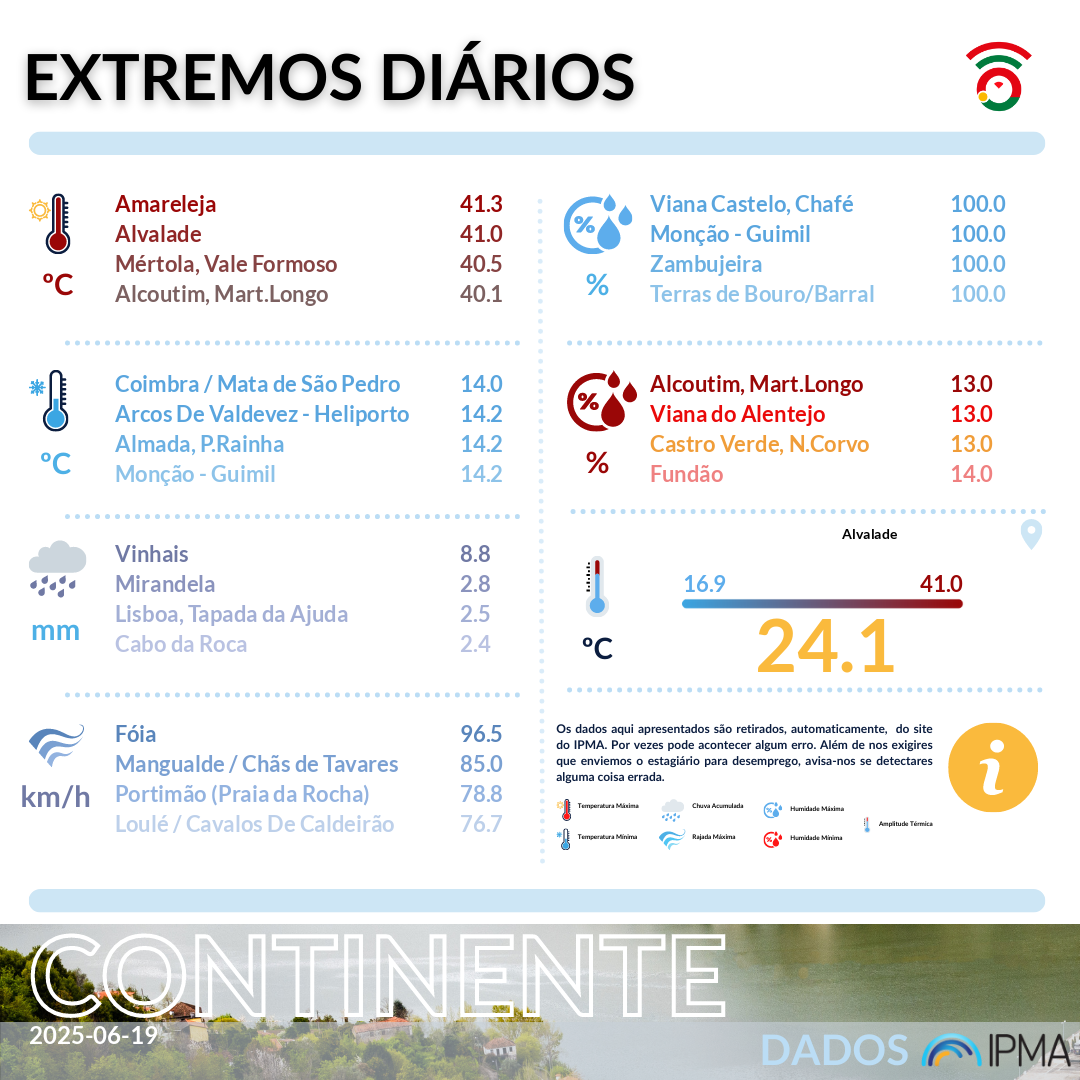 EXTREMOS DIÁRIOS
Amareleja 41.3
Alvalade 41.0
Mértola, Vale Formoso 40.5
ºC
Alcoutim, Mart.Longo 40.1
Coimbra / Mata de São Pedro 14.0
Arcos De Valdevez - Heliporto 14.2
Almada, P.Rainha 14.2
ºC
Monção - Guimil 14.2
Vinhais 8.8
Mirandela 2.8
Lisboa, Tapada da Ajuda 2.5
mm
Cabo da Roca 2.4
Fóia 96.5
Mangualde / Chãs de Tavares 85.0
km/h
Portimão (Praia da Rocha) 78.8
Loulé / Cavalos De Caldeirão 76.7
Viana Castelo, Chafé 100.0
%
Monção - Guimil 100.0
Zambujeira 100.0
%
Terras de Bouro/Barral 100.0
Alcoutim, Mart.Longo 13.0
%
Viana do Alentejo 13.0
Castro Verde, N.Corvo 13.0
%
Fundão 14.0
Alvalade
16.9 41.0
ºC
24.1
Os dados aqui apresentados são retirados, automaticamente, do site
do IPMA. Por vezes pode acontecer algum erro. Além de nos exigires
que enviemos o estagiário para desemprego, avisa-nos se detectares
alguma coisa errada.
i
Temperatura Máxima Chuva Acumulada Humidade Máxima
Amplitude Térmica
Temperatura Mínima Rajada Máxima Humidade Mínima
CONTINENTE
2025-06-19
DADOS IPMA